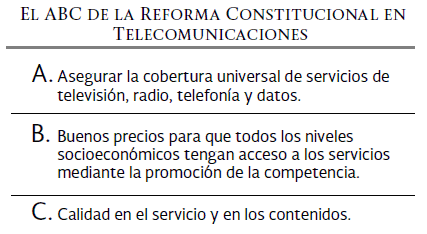 EL ABC DE LA REFORMA CONSTITUCIONAL EN
TELECOMUNICACIONES
A. Asegurar la cobertura universal de servicios de
televisión, radio, telefonía y datos.
B. Buenos precios para que todos los niveles
socioeconómicos tengan acceso a los servicios
mediante la promoción de la competencia.
C. Calidad en el servicio y en los contenidos.